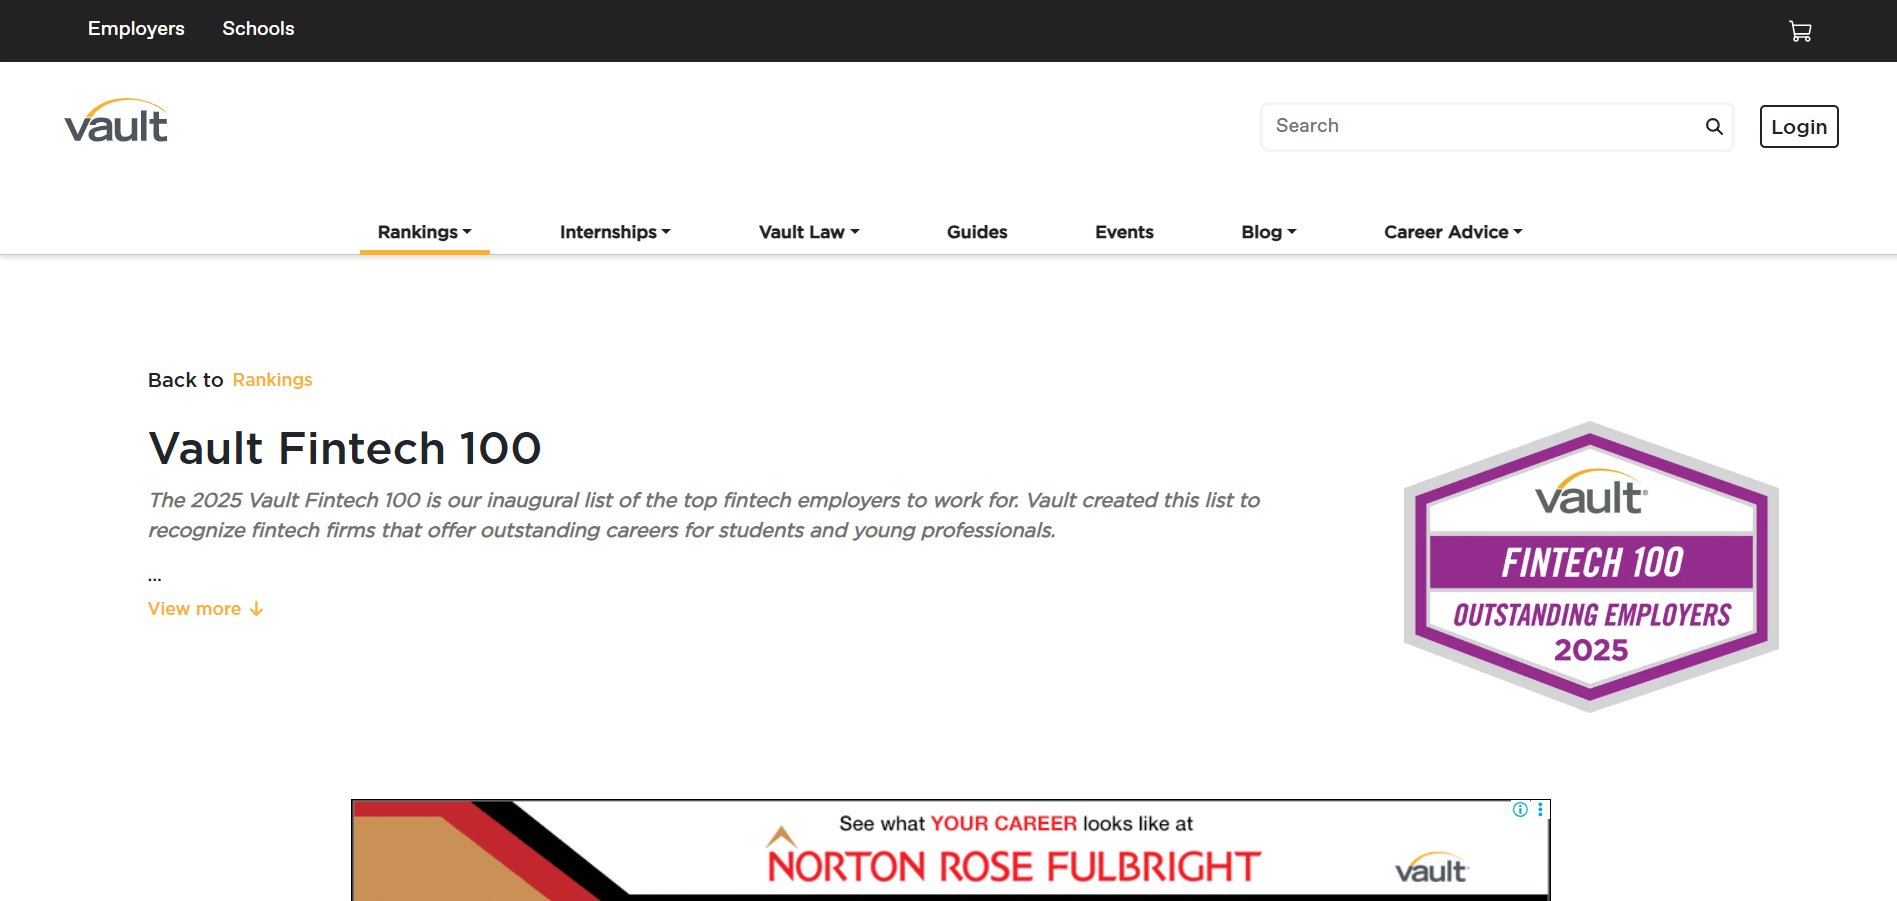 Employers Schools
vault
Search
Login
Rankings Internships Vault Law Guides Events Blog Career Advice
Back to Rankings
Vault Fintech 100
The 2025 Vault Fintech 100 is our inaugural list of the top fintech employers to work for. Vault created this list to
recognize fintech firms that offer outstanding careers for students and young professionals.
...
View more ↓
vault®
FINTECH 100
OUTSTANDING EMPLOYERS
2025
See what YOUR CAREER looks like at
NORTON ROSE FULBRIGHT
vault